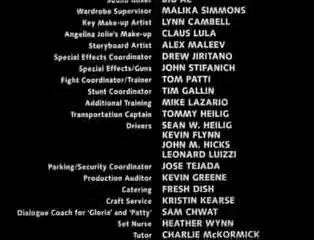 Wardrobe Supervisor MALIKA SIMMONS
Key Make-up Artist LYNN CAMBELL
Angelina Jolie's Make-up CLAUS LULA
Storyboard Artist ALEX MALEEV
Special Effects Coordinator DREW JIRITANO
Special Effects/Guns JOHN STIFANICH
Fight Coordinator/Trainer TOM PATTI
Stunt Coordinator TIM GALLIN
Additional Training MIKE LAZARIO
Transportation Captain TOMMY HEILIG
Drivers SEAN W. HEILIG
KEVIN FLYNN
JOHN M. HICKS
LEONARD LUIZZI
Parking/Security Coordinator JOSE TEJADA
Production Auditor KEVIN GREENE
Catering FRESH DISH
Craft Service KRISTIN KEARSE
Dialogue Coach for 'Gloria' and 'Patty' SAM CHWAT
Set Nurse HEATHER WYNN
Tutor CHARLIE McKORMICK